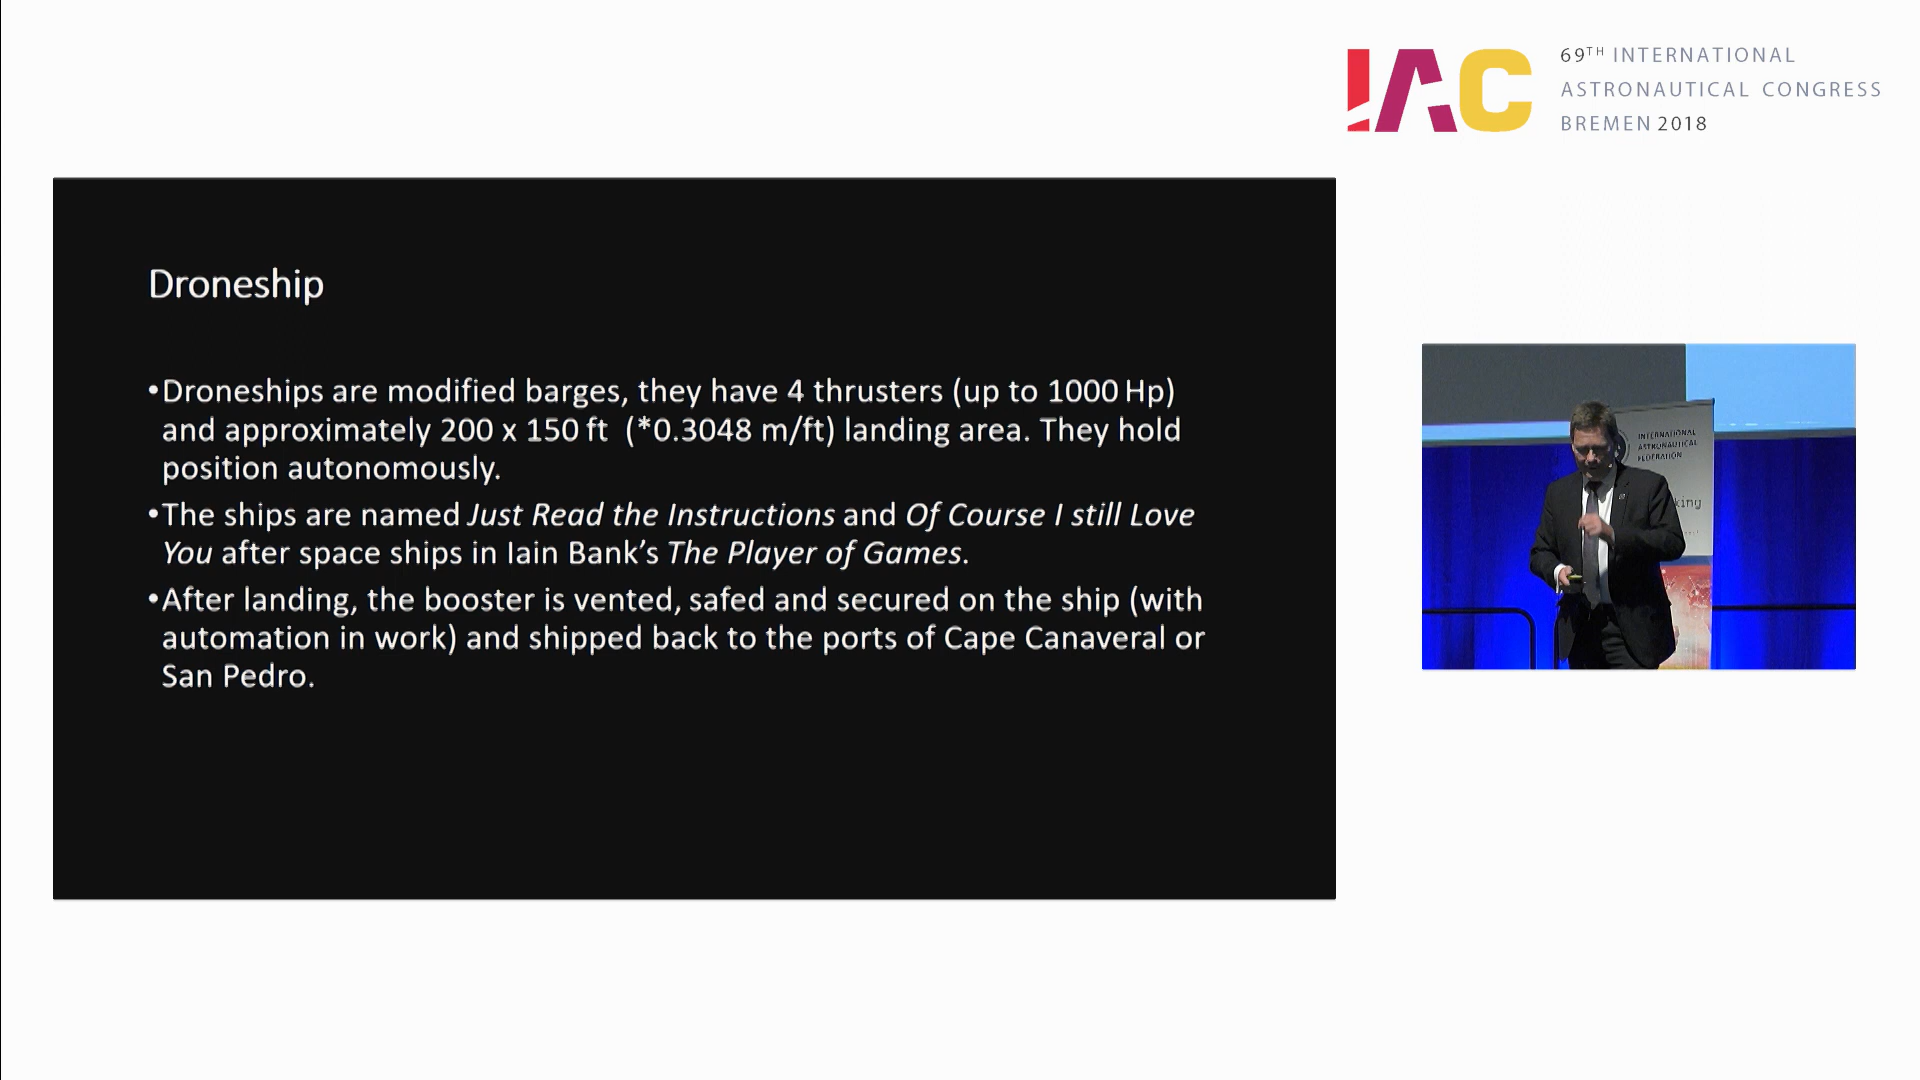 69TH INTERNATIONAL
ASTRONAUTICAL CONGRESS
BREMEN 2018
IAC
Droneship
•Droneships are modified barges, they have 4 thrusters (up to 1000 Hp)
and approximately 200 x 150 ft (*0.3048 m/ft) landing area. They hold
position autonomously.
•The ships are named Just Read the Instructions and Of Course I still Love
You after space ships in Iain Bank’s The Player of Games.
•After landing, the booster is vented, safed and secured on the ship (with
automation in work) and shipped back to the ports of Cape Canaveral or
San Pedro.
INTERNATIONAL
ASTRONAUTICAL
FEDERATION